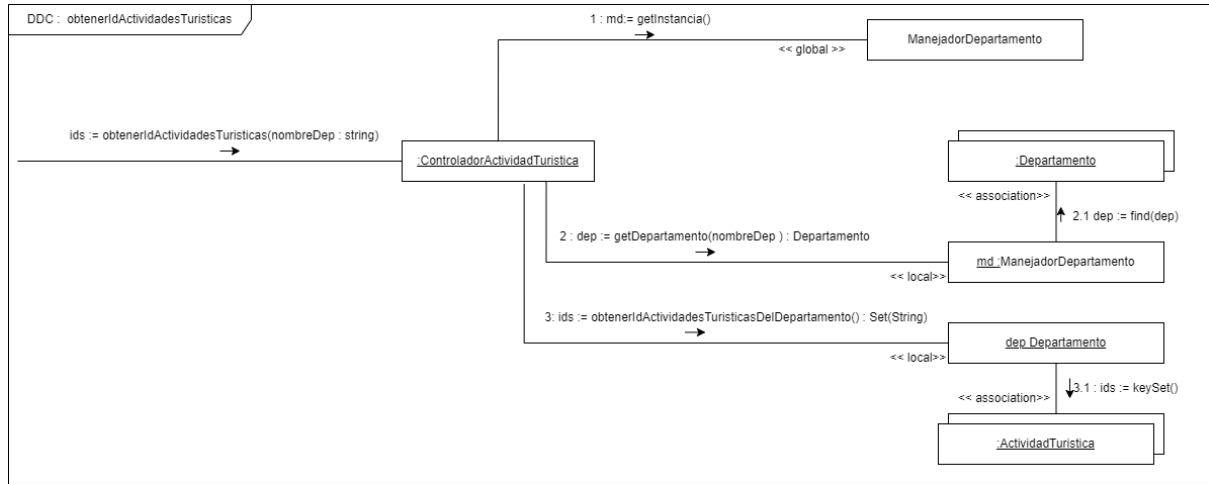 DDC : obtenerIdActividadesTuristicas
1 : md:= getInstancia()
<< global >>
ManejadorDepartamento
ids := obtenerIdActividadesTuristicas(nombreDep : string)
:ControladorActividadTuristica
:Departamento
<< association>>
2.1 dep := find(dep)
2 : dep := getDepartamento(nombreDep ) : Departamento
md :ManejadorDepartamento
<< local>>
3: ids := obtenerIdActividadesTuristicasDelDepartamento() : Set(String)
dep Departamento
<< local>>
3.1 : ids := keySet()
<< association>>
:ActividadTuristica